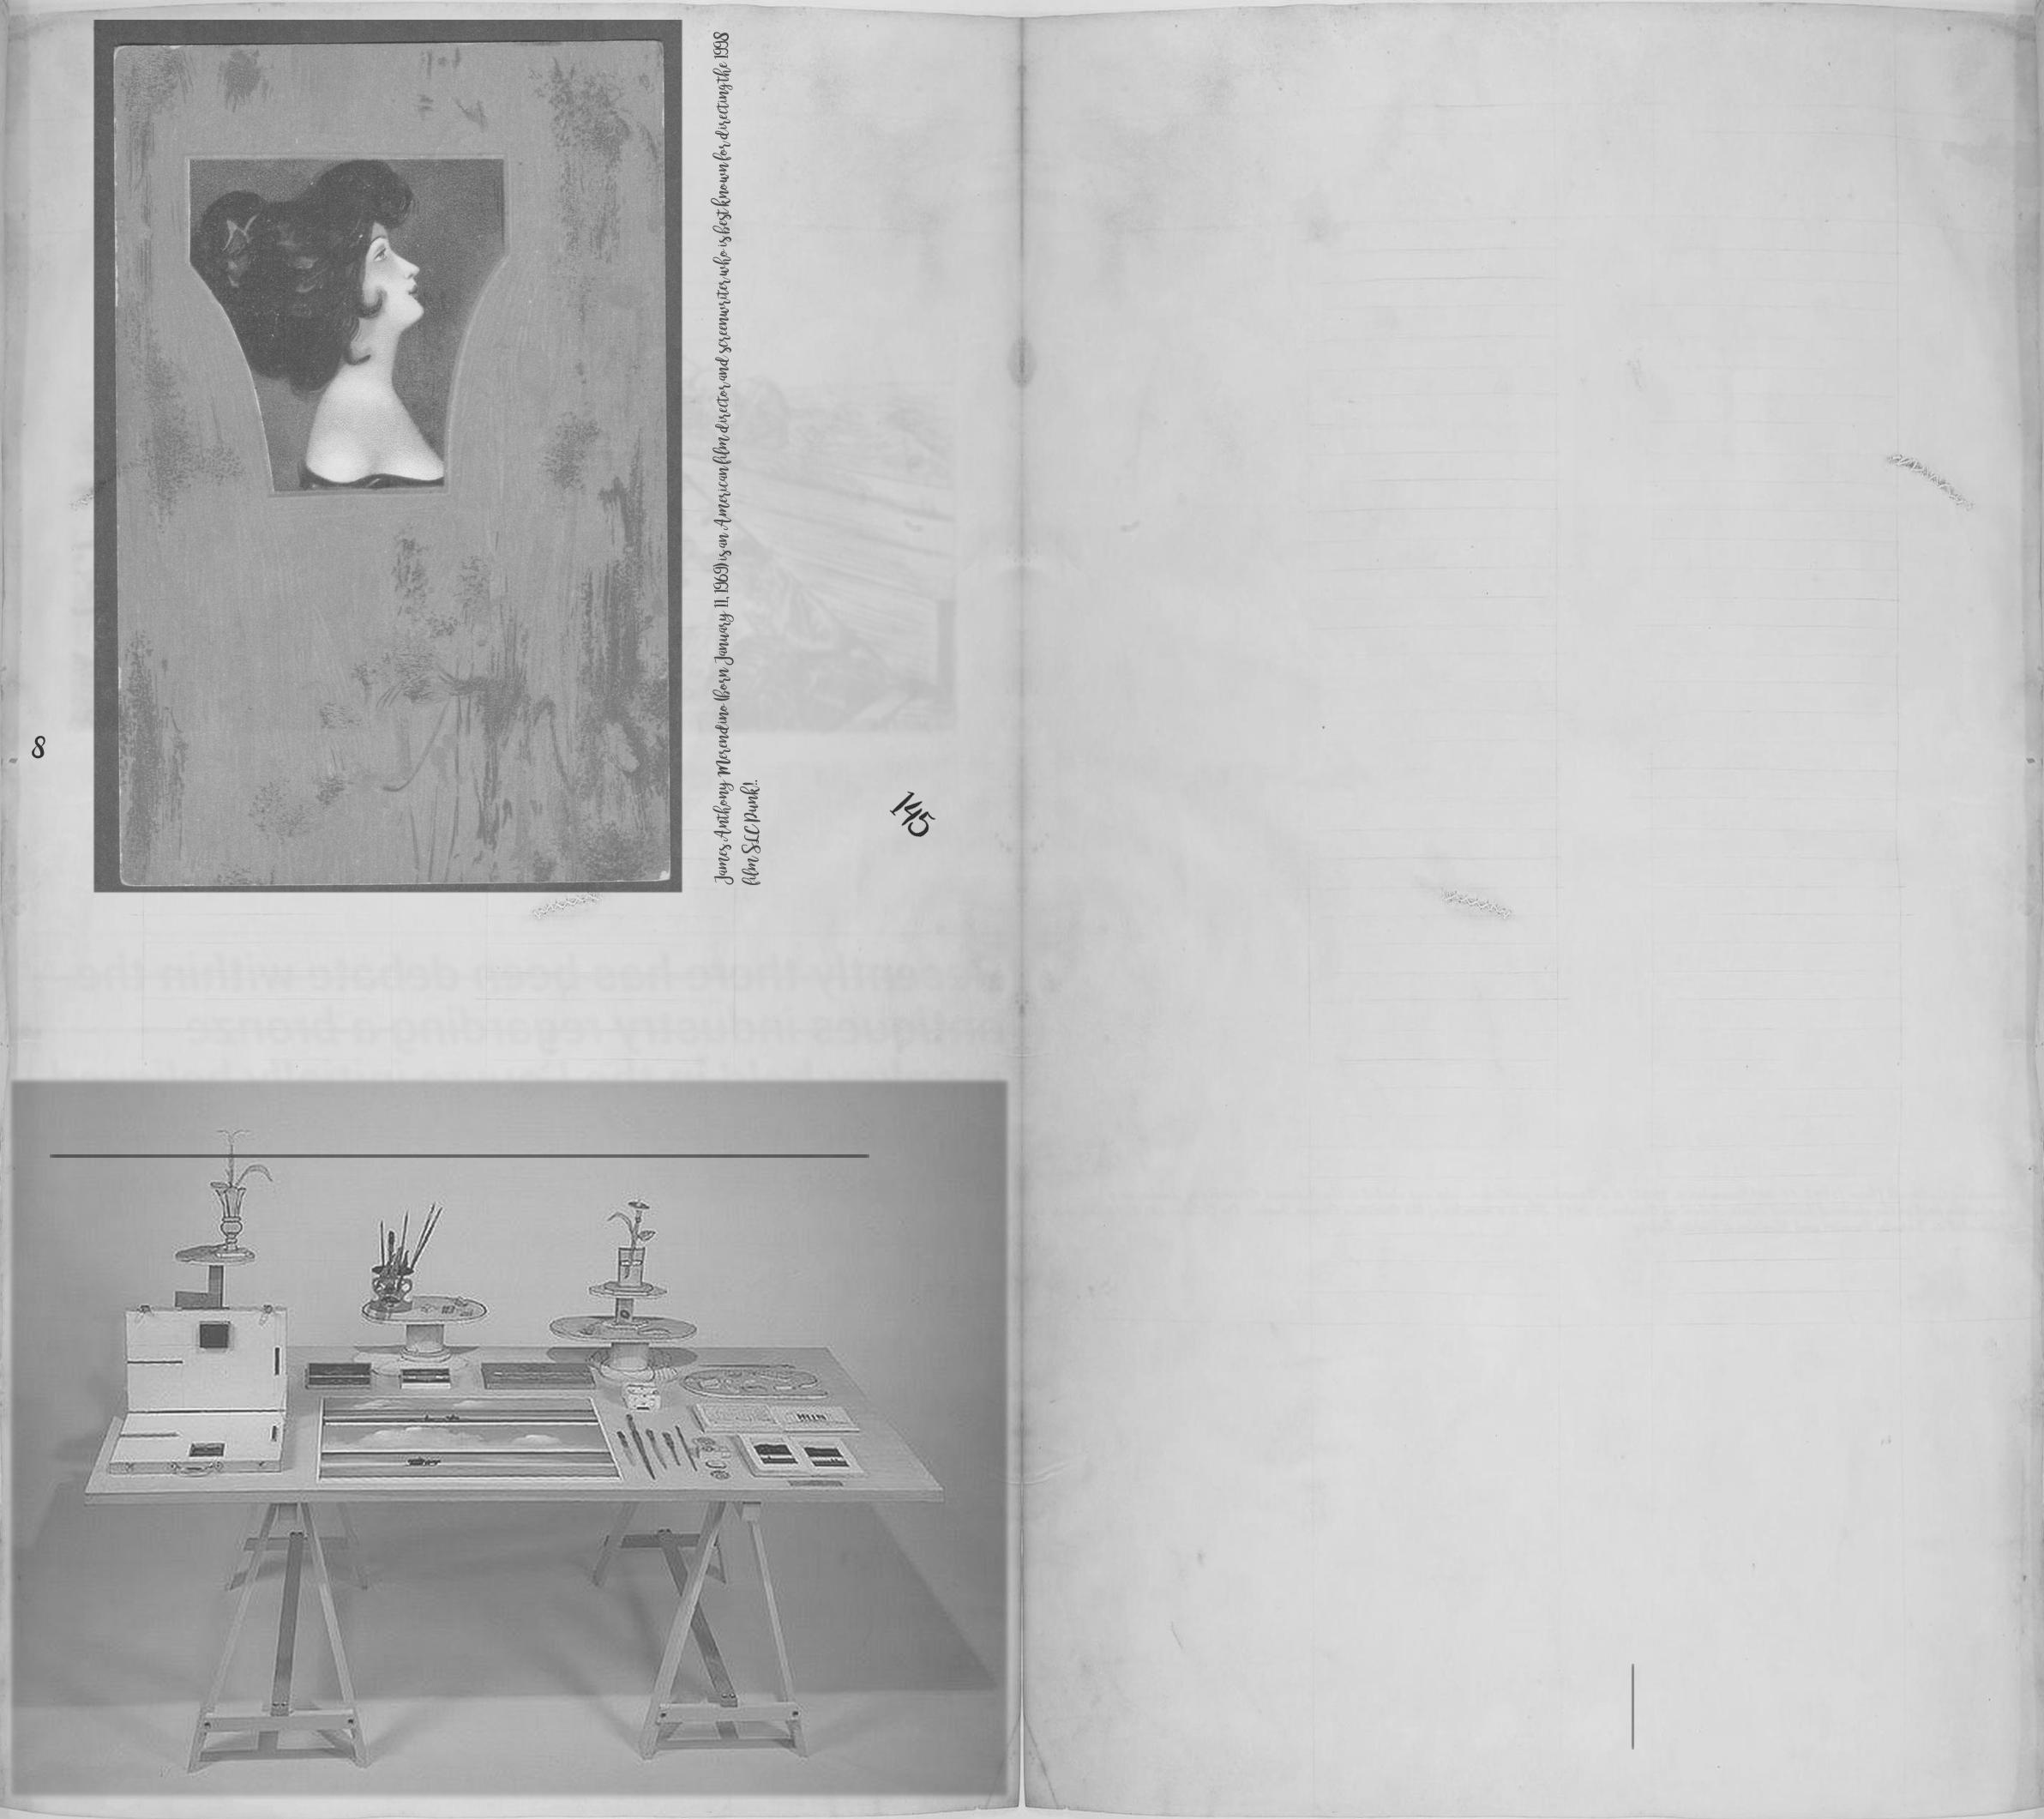 James Anthony Merendino (born January 11, 1969) is an American film director and screenwriter who is best known for directing the 1998
film SLC Punk!.
8
145
Recently there has been debate within the
antiques industry regarding a bronze